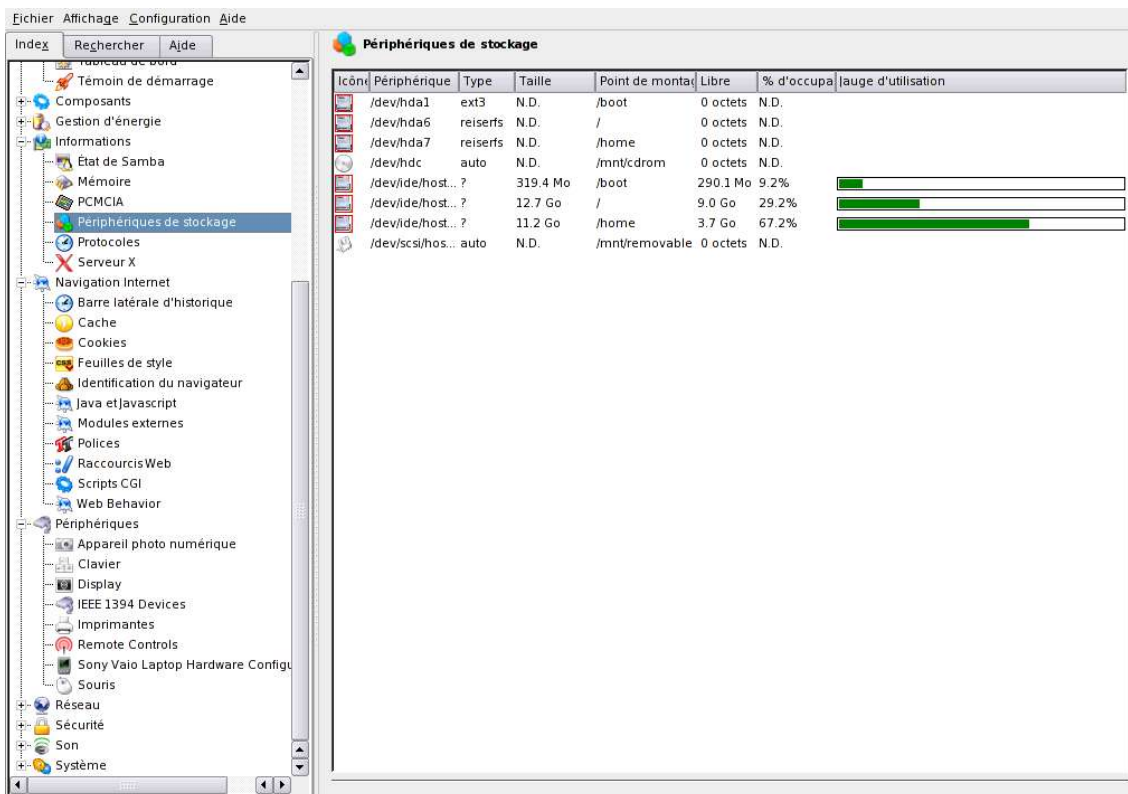 Fichier Affichage Configuration Aide
Index Rechercher Aide
Tableau de bord
Témoin de démarrage
Composants
Gestion d'énergie
Informations
État de Samba
Mémoire
PCMCIA
Périphériques de stockage
Protocoles
Serveur X
Navigation Internet
Barre latérale d'historique
Cache
Cookies
Feuilles de style
Identification du navigateur
Java et Javascript
Modules externes
Polices
Raccourcis Web
Scripts CGI
Web Behavior
Périphériques
Appareil photo numérique
Clavier
Display
IEEE 1394 Devices
Imprimantes
Remote Controls
Sony Vaio Laptop Hardware Configu
Souris
Réseau
Sécurité
Son
Système
Périphériques de stockage
Icône Périphérique Type Taille Point de montag Libre % d'occupa Jauge d'utilisation
/dev/hda1 ext3 N.D. /boot 0 octets N.D.
/dev/hda6 reiserfs N.D. / 0 octets N.D.
/dev/hda7 reiserfs N.D. /home 0 octets N.D.
/dev/hdc auto N.D. /mnt/cdrom 0 octets N.D.
/dev/ide/host... ? 319.4 Mo /boot 290.1 Mo 9.2%
/dev/ide/host... ? 12.7 Go / 9.0 Go 29.2%
/dev/ide/host... ? 11.2 Go /home 3.7 Go 67.2%
/dev/scsi/hos... auto N.D. /mnt/removable 0 octets N.D.